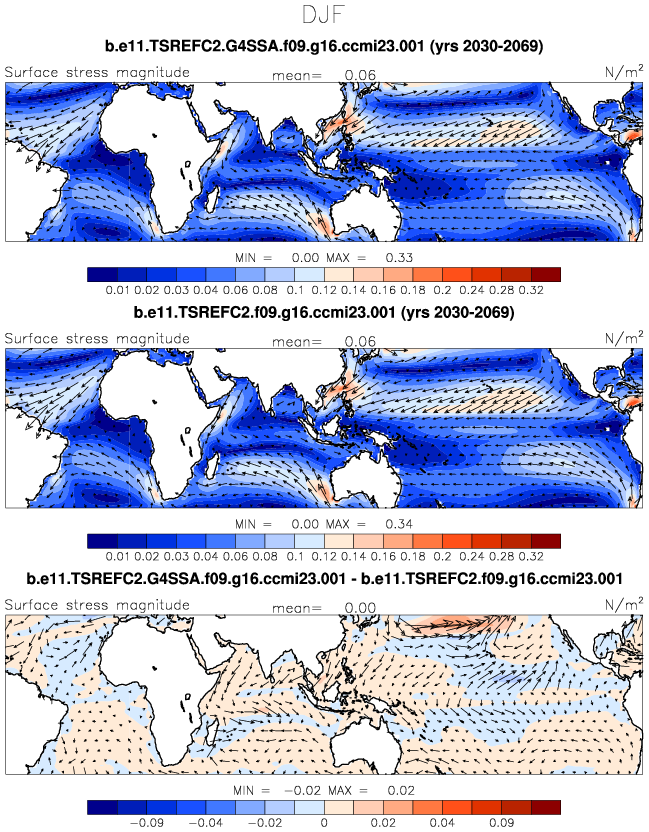 DJF
b.e11.TSREFC2.G4SSA.f09.g16.ccmi23.001 (yrs 2030-2069)
Surface stress magnitude mean= 0.06 N/m²
MIN = 0.00 MAX = 0.33
0.01 0.02 0.03 0.04 0.06 0.08 0.1 0.12 0.14 0.16 0.18 0.2 0.24 0.28 0.32
b.e11.TSREFC2.f09.g16.ccmi23.001 (yrs 2030-2069)
Surface stress magnitude mean= 0.06 N/m²
MIN = 0.00 MAX = 0.34
0.01 0.02 0.03 0.04 0.06 0.08 0.1 0.12 0.14 0.16 0.18 0.2 0.24 0.28 0.32
b.e11.TSREFC2.G4SSA.f09.g16.ccmi23.001 - b.e11.TSREFC2.f09.g16.ccmi23.001
Surface stress magnitude mean= 0.00 N/m²
MIN = −0.02 MAX = 0.02
−0.09 −0.04 −0.02 0 0.02 0.04 0.09